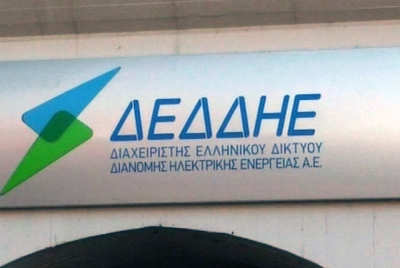 ΔΕΔΔΗΕ
ΔΙΑΧΕΙΡΙΣΤΗΣ ΕΛΛΗΝΙΚΟΥ ΔΙΚΤΥΟΥ
ΔΙΑΝΟΜΗΣ ΗΛΕΚΤΡΙΚΗΣ ΕΝΕΡΓΕΙΑΣ Α.Ε.